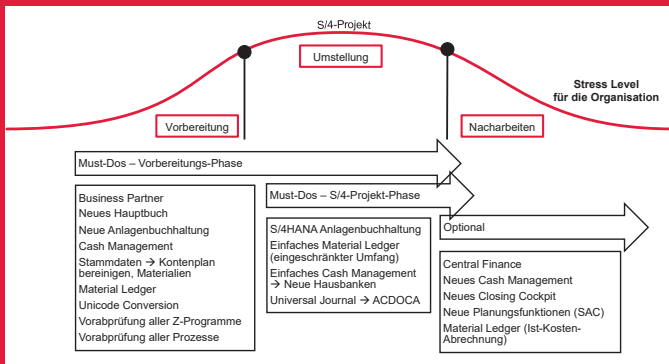 S/4-Projekt
Umstellung
Stress Level
für die Organisation
Vorbereitung
Nacharbeiten
Must-Dos – Vorbereitungs-Phase
Must-Dos – S/4-Projekt-Phase
Optional
Business Partner
Neues Hauptbuch
Neue Anlagenbuchhaltung
Cash Management
Stammdaten → Kontenplan
bereinigen, Materialien
Material Ledger
Unicode Conversion
Vorabprüfung aller Z-Programme
Vorabprüfung aller Prozesse
S/4HANA Anlagenbuchhaltung
Einfaches Material Ledger
(eingeschränkter Umfang)
Einfaches Cash Management
→ Neue Hausbanken
Universal Journal → ACDOCA
Central Finance
Neues Cash Management
Neues Closing Cockpit
Neue Planungsfunktionen (SAC)
Material Ledger (Ist-Kosten-
Abrechnung)